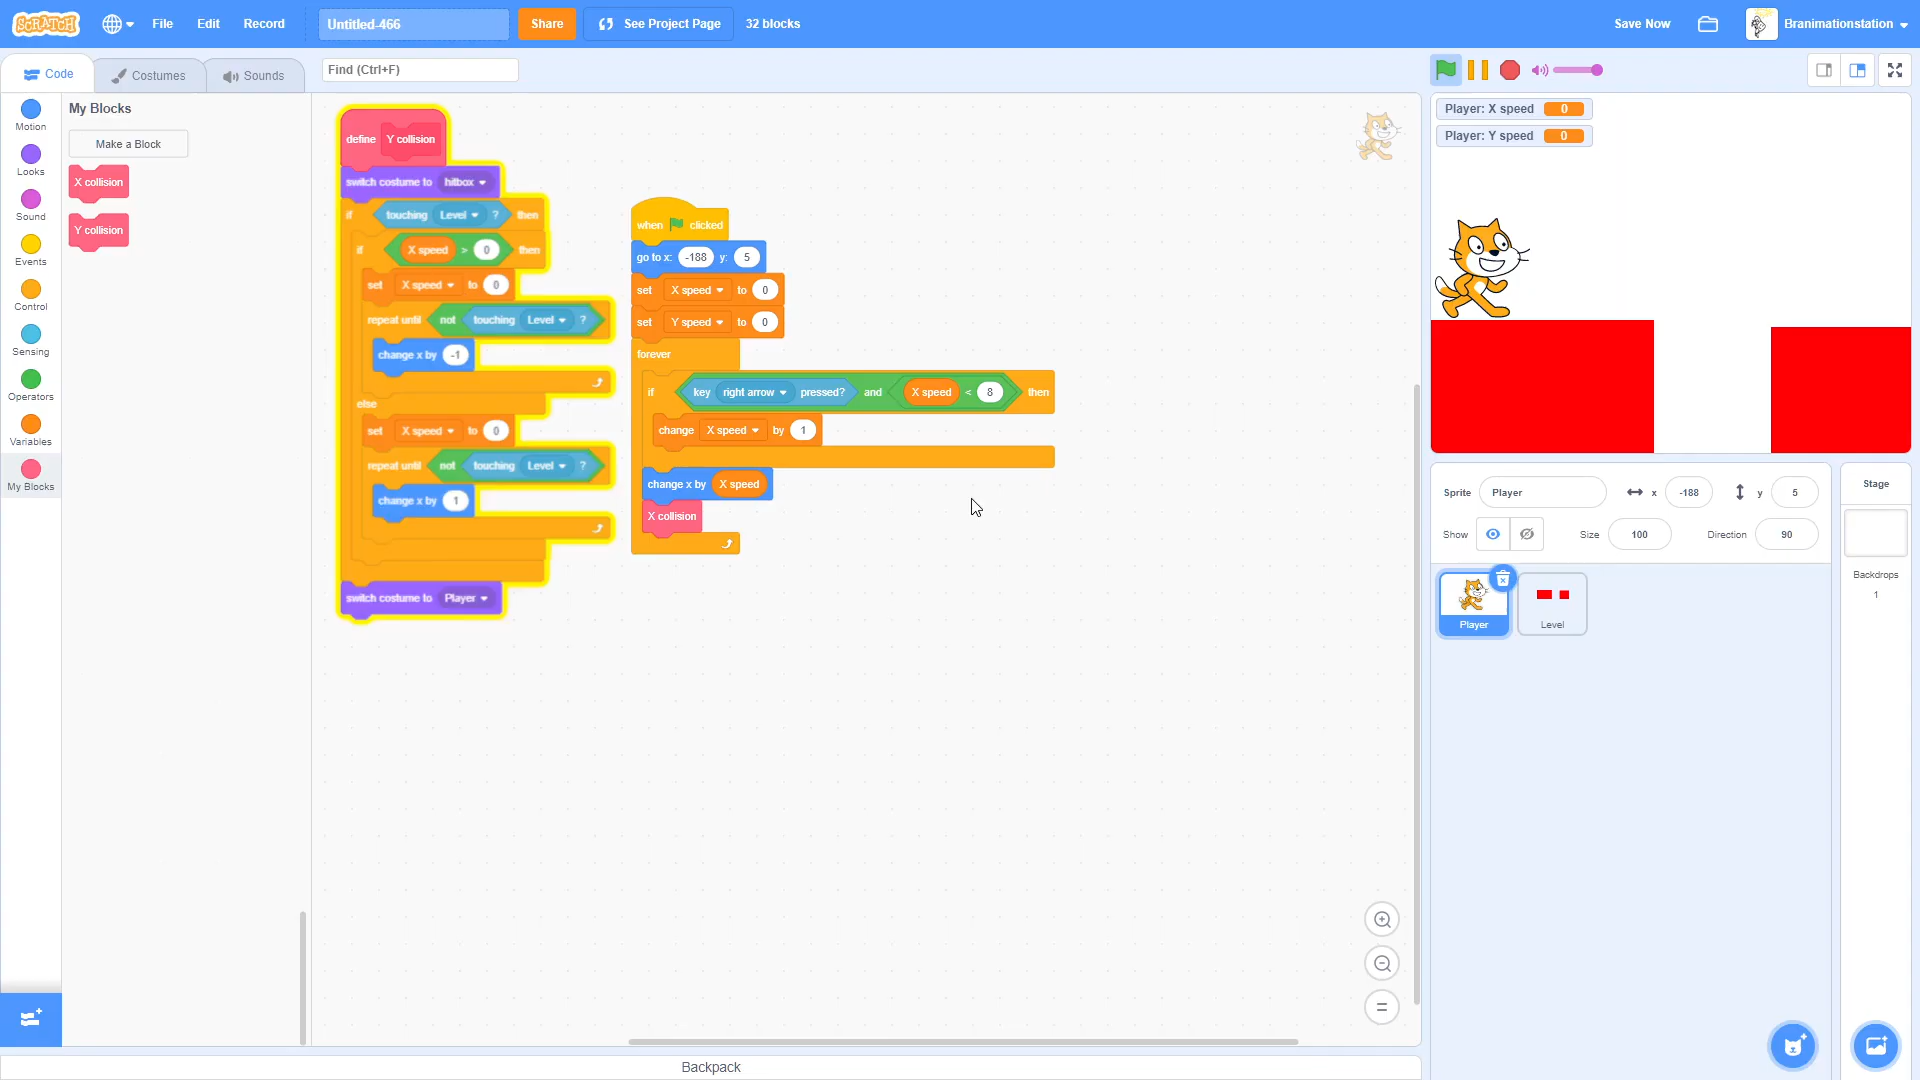 SCRATCH File Edit Record Untitled-466 Share See Project Page 32 blocks Save Now Branimationstation
Code Costumes Sounds Find (Ctrl+F)
Motion
Looks
Sound
Events
Control
Sensing
Operators
Variables
My Blocks
My Blocks
Make a Block
X collision
Y collision
define Y collision
switch costume to hitbox
if touching Level ? then
if X speed > 0 then
set X speed to 0
repeat until not touching Level ?
change x by -1
else
set X speed to 0
repeat until not touching Level ?
change x by 1
switch costume to Player
when clicked
go to x: -188 y: 5
set X speed to 0
set Y speed to 0
forever
if key right arrow pressed? and X speed < 8 then
change X speed by 1
change x by X speed
X collision
Player: X speed 0
Player: Y speed 0
Sprite Player x -188 y 5
Show Size 100 Direction 90
Player
Level
Stage
Backdrops
1
Backpack